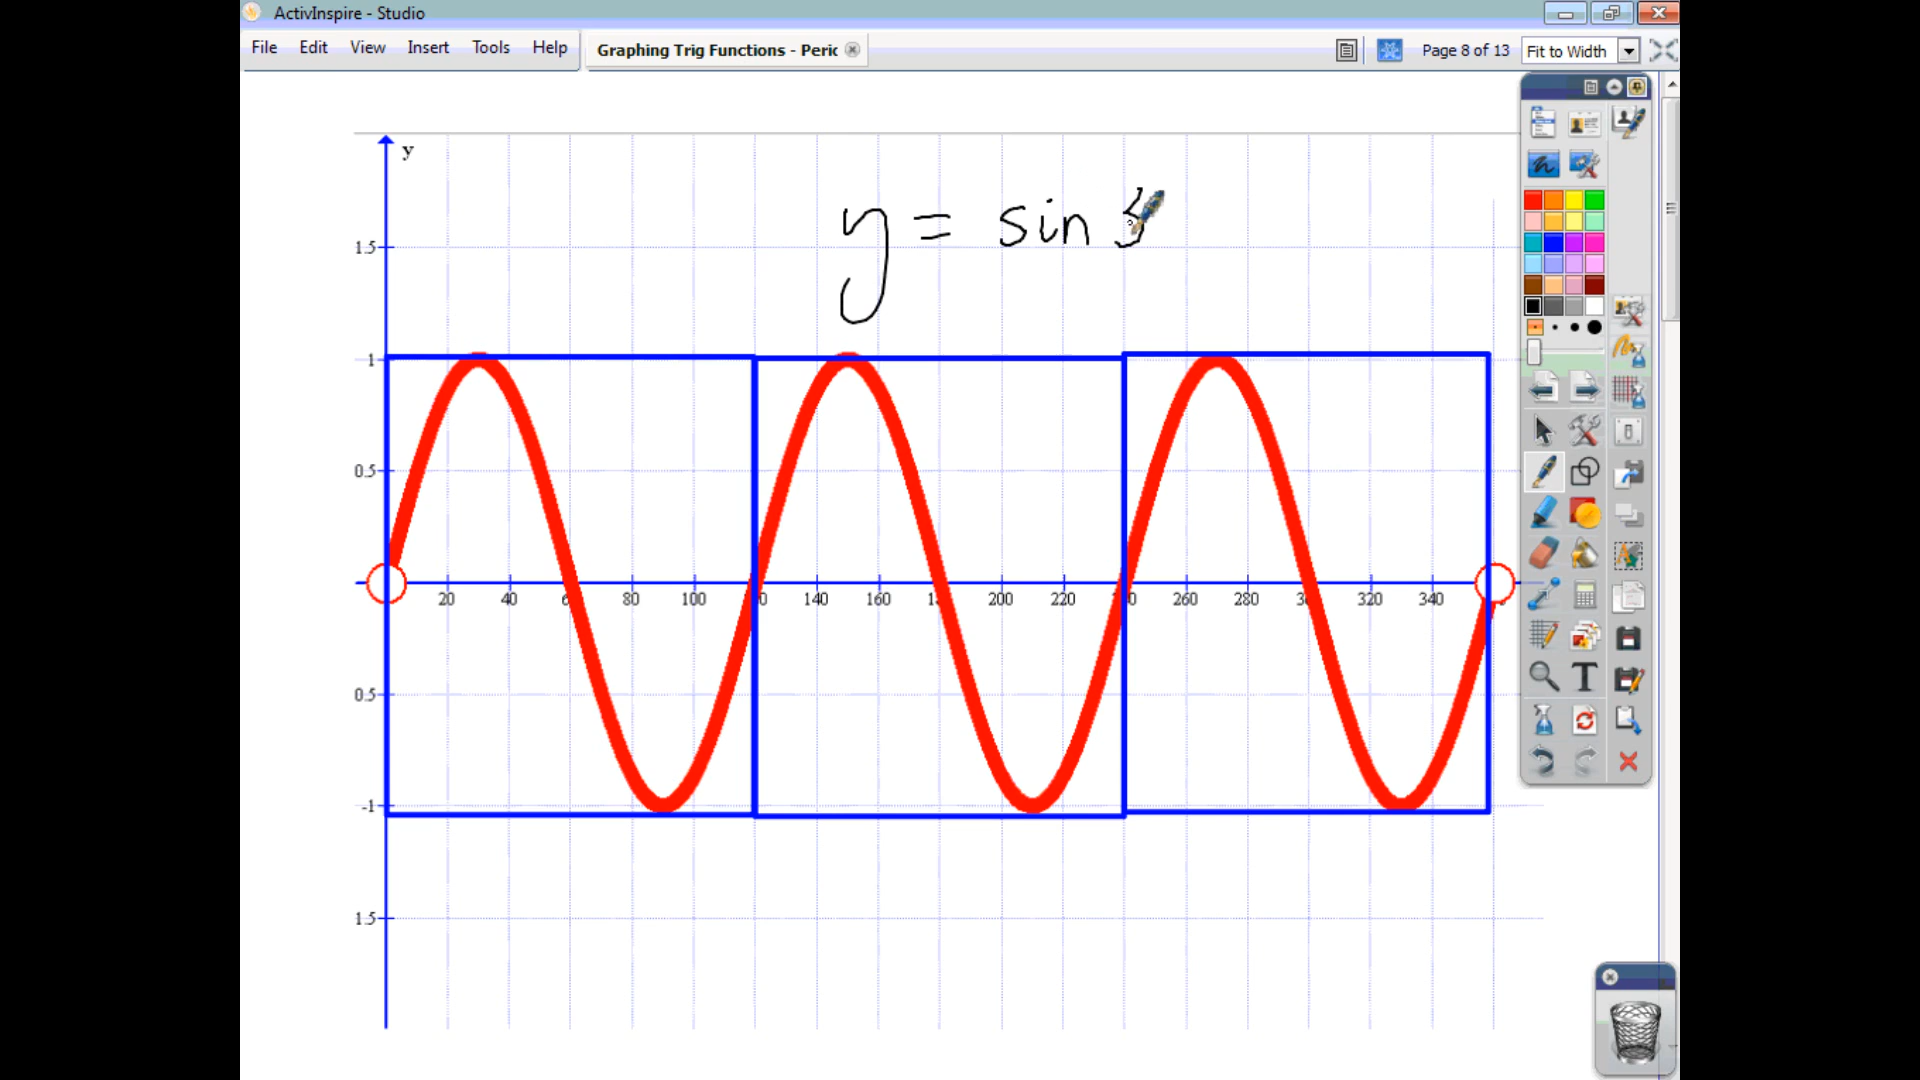 ActivInspire - Studio
File Edit View Insert Tools Help
Graphing Trig Functions - Peric
Page 8 of 13
Fit to Width
y
y = sin 3
1.5
1
0.5
20 40 80 100 140 160 200 220 260 280 320 340
0.5
-1
1.5